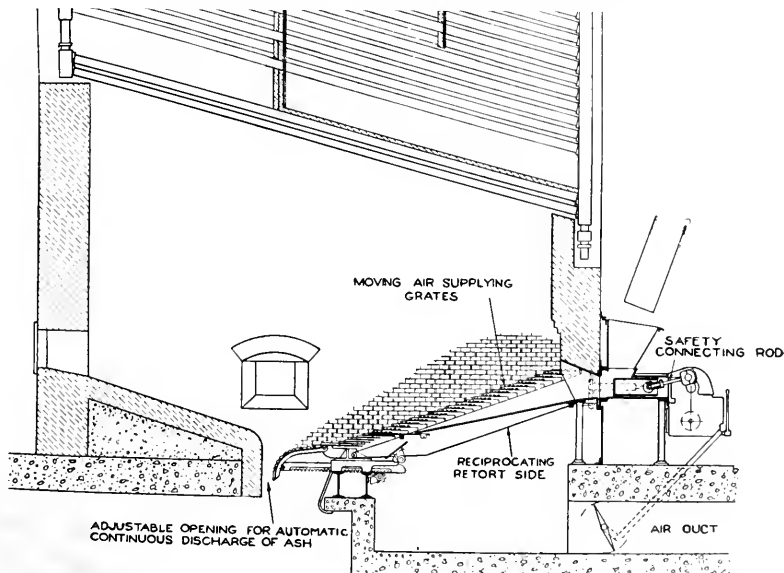 MOVING AIR SUPPLYING
GRATES
SAFETY
CONNECTING ROD
RECIPROCATING
RETORT SIDE
ADJUSTABLE OPENING FOR AUTOMATIC
CONTINUOUS DISCHARGE OF ASH
AIR DUCT